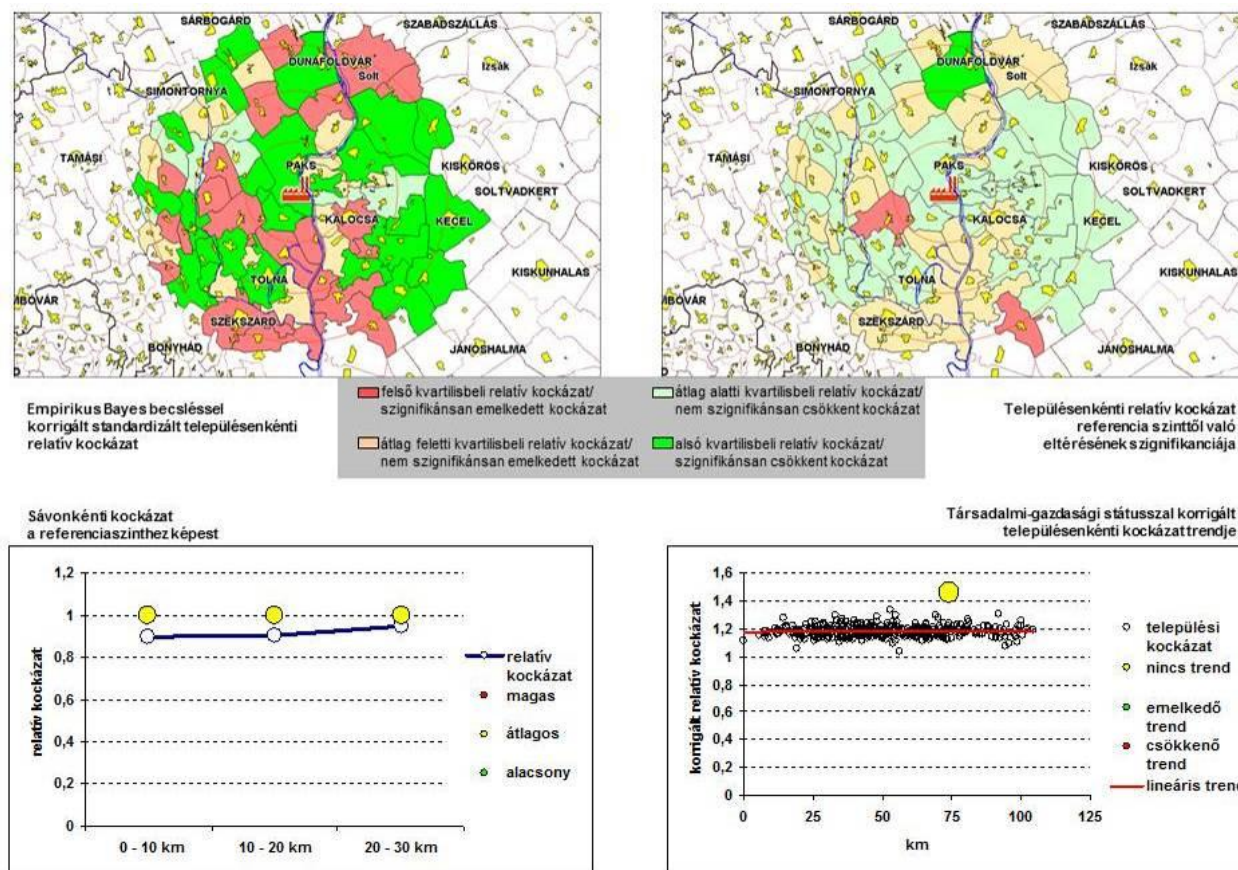 SÁRBOGÁRD
SZABADSZÁLLÁS
DUNAFÖLDVÁR
Izsák
Solt
SIMONTORNYA
TAMÁSI
PAKS
KISKŐRÖS
SOLTVADKERT
KALOCSA
KECEL
KISKUNHALAS
TOLNA
MBOVÁR
SZEKSZÁRD
BONYHÁD
JÁNOSHALMA
SÁRBOGÁRD
SZABADSZÁLLÁS
DUNAFÖLDVÁR
Izsák
Solt
SIMONTORNYA
TAMÁSI
PAKS
KISKŐRÖS
SOLTVADKERT
KALOCSA
KECEL
KISKUNHALAS
TOLNA
MBOVÁR
SZEKSZÁRD
BONYHÁD
JÁNOSHALMA
Empirikus Bayes becsléssel
korrigált standardizált településenkénti
relatív kockázat
felső kvartilisbeli relatív kockázat/
szignifikánsan emelkedett kockázat
átlag feletti kvartilisbeli relatív kockázat/
nem szignifikánsan emelkedett kockázat
átlag alatti kvartilisbeli relatív kockázat/
nem szignifikánsan csökkent kockázat
alsó kvartilisbeli relatív kockázat/
szignifikánsan csökkent kockázat
Településenkénti relatív kockázat
referencia szinttől való
eltérésének szignifikanciája
Sávonkénti kockázat
a referenciaszinthez képest
relatív kockázat
1,2
1
0,8
0,6
0,4
0,2
0
0 - 10 km
10 - 20 km
20 - 30 km
relatív
kockázat
magas
átlagos
alacsony
Társadalmi-gazdasági státusszal korrigált
településenkénti kockázat trendje
korrigált relatív kockázat
1,6
1,4
1,2
1
0,8
0,6
0,4
0,2
0
0
25
50
75
100
125
km
települési
kockázat
nincs trend
emelkedő
trend
csökkenő
trend
lineáris trend